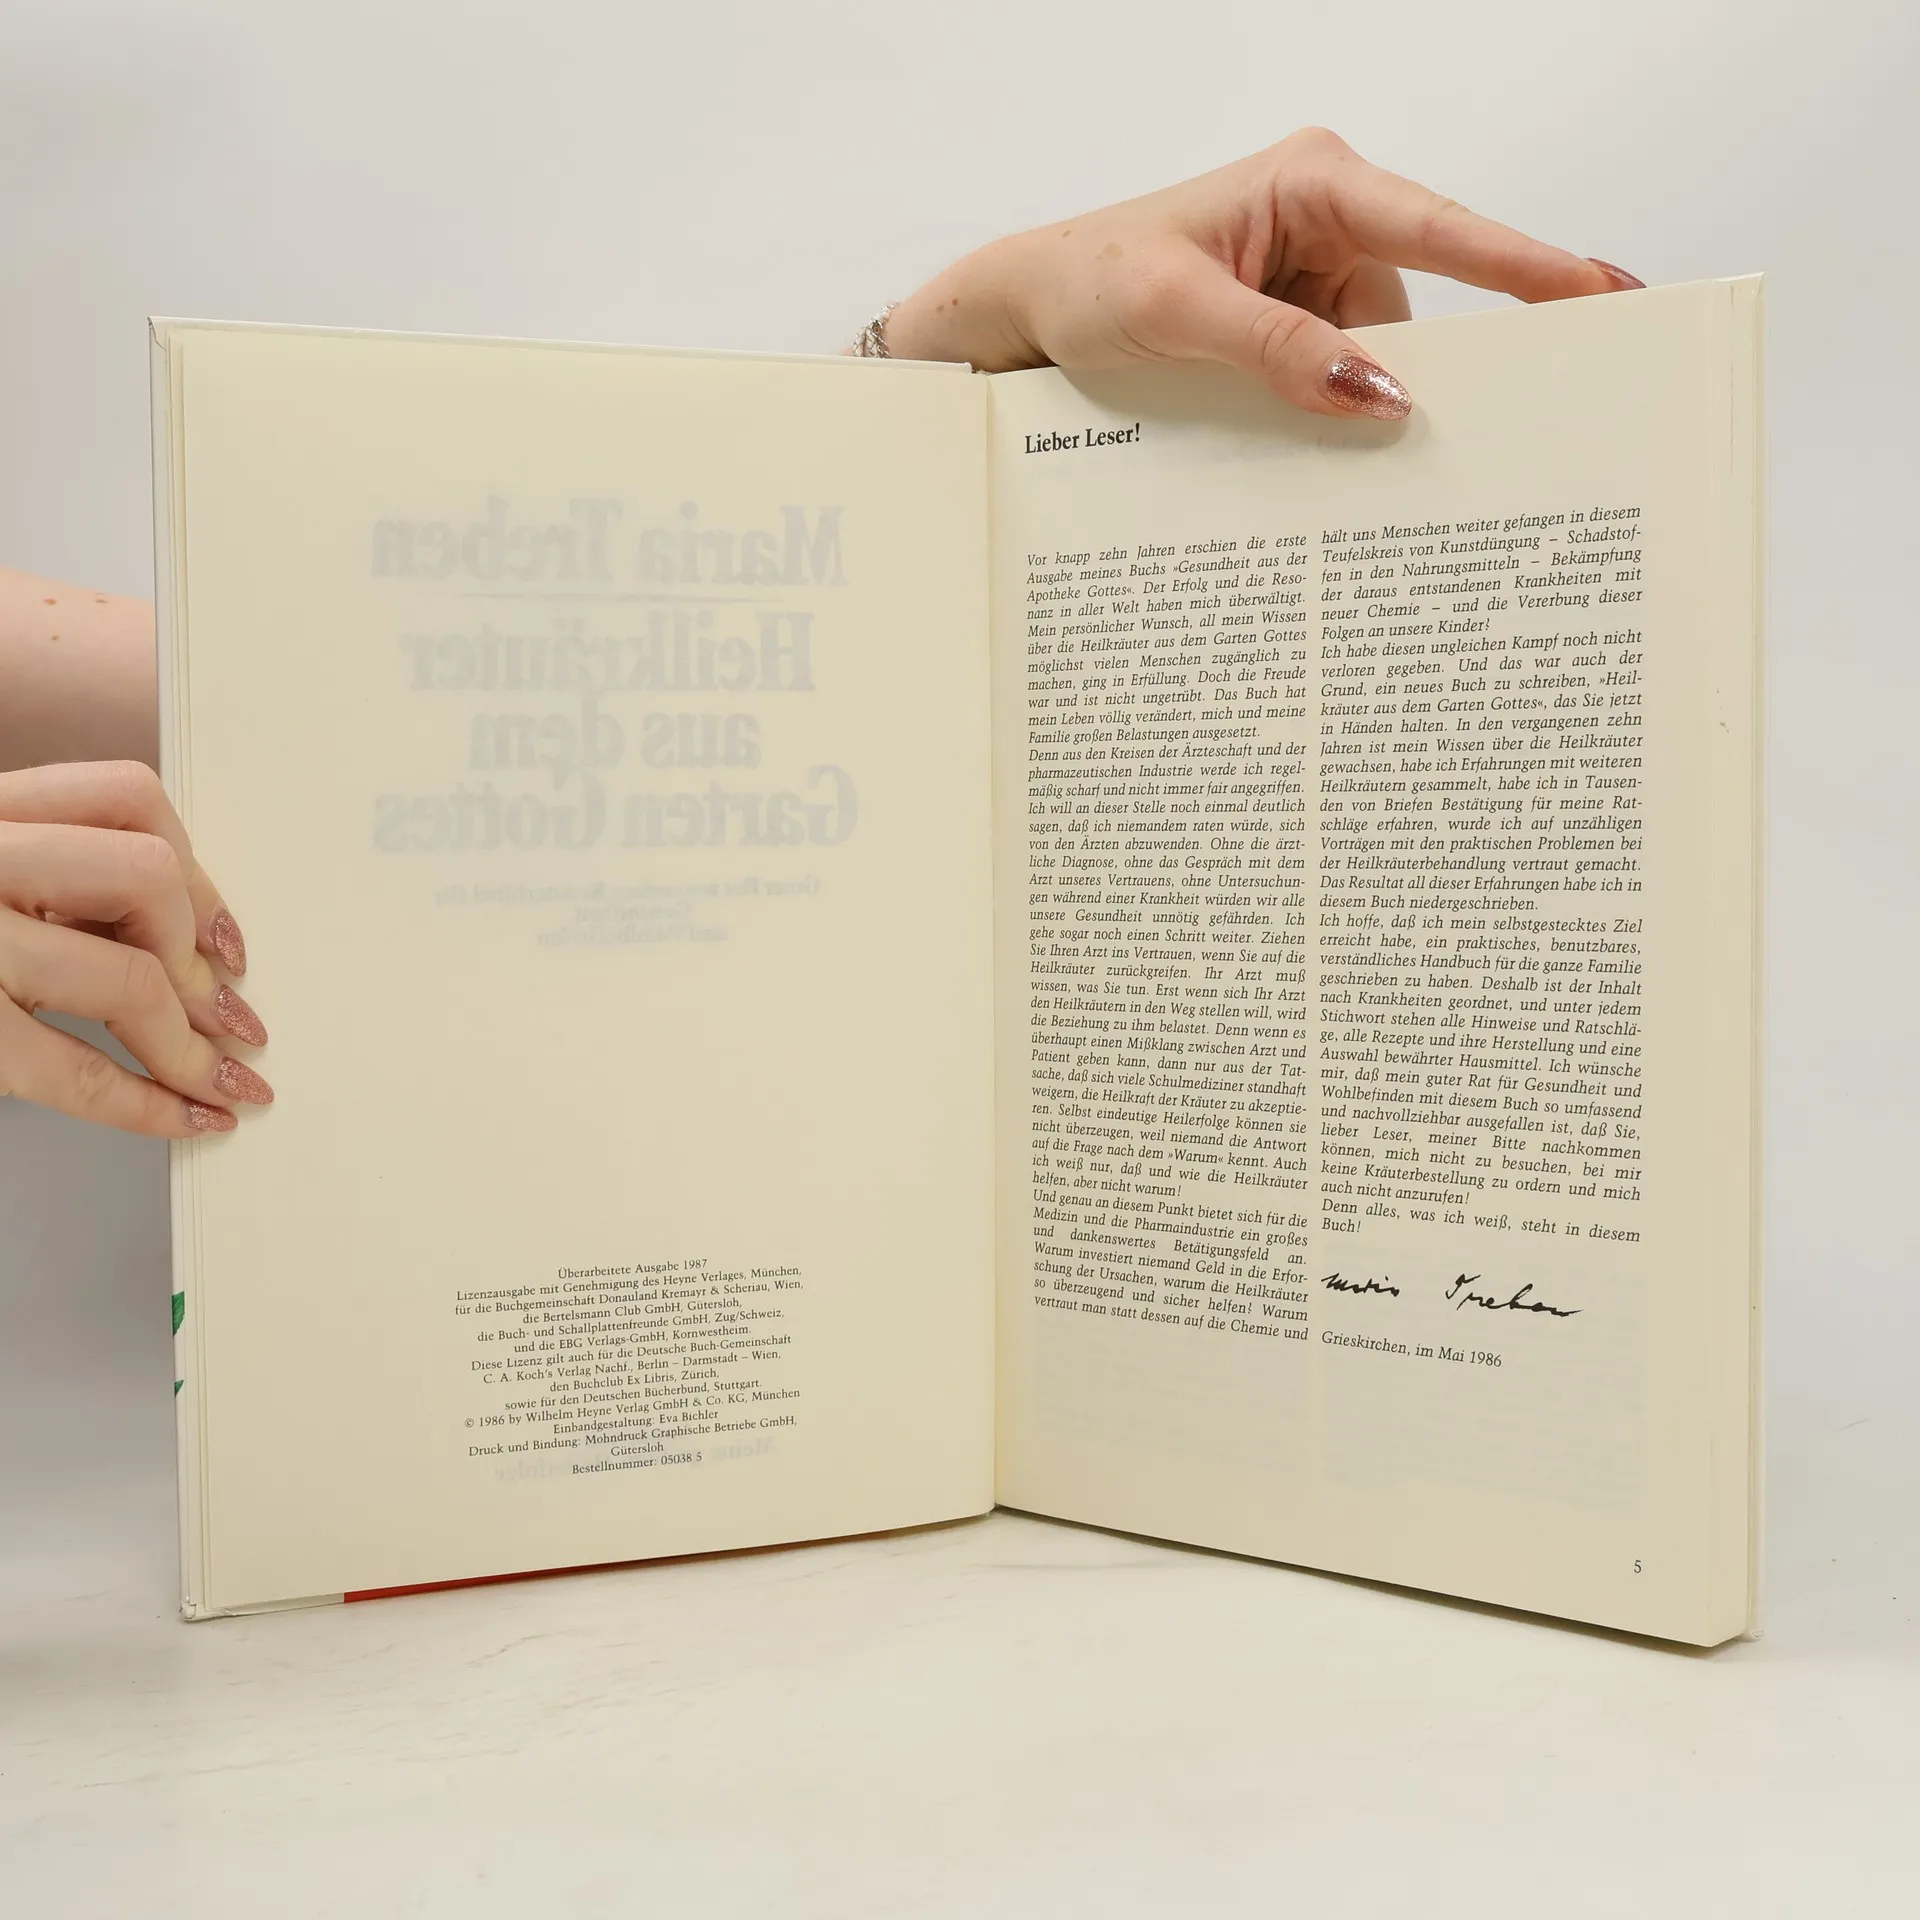 Überarbeitete Ausgabe 1987
Lizenzausgabe mit Genehmigung des Heyne Verlages, München,
für die Buchgemeinschaft Donauland Kremayr & Scheriau, Wien,
die Bertelsmann Club GmbH, Gütersloh,
die Buch- und Schallplattenfreunde GmbH, Zug/Schweiz,
und die EBG Verlags-GmbH, Kornwestheim.
Diese Lizenz gilt auch für die Deutsche Buch-Gemeinschaft
C. A. Koch's Verlag Nachf., Berlin – Darmstadt – Wien,
den Buchclub Ex Libris, Zürich,
sowie für den Deutschen Bücherbund, Stuttgart.
© 1986 by Wilhelm Heyne Verlag GmbH & Co. KG, München
Einbandgestaltung: Eva Bichler
Druck und Bindung: Mohndruck Graphische Betriebe GmbH,
Gütersloh
Bestellnummer: 05038 5
Lieber Leser!
Vor knapp zehn Jahren erschien die erste
Ausgabe meines Buchs »Gesundheit aus der
Apotheke Gottes«. Der Erfolg und die Reso-
nanz in aller Welt haben mich überwältigt.
Mein persönlicher Wunsch, all mein Wissen
über die Heilkräuter aus dem Garten Gottes
möglichst vielen Menschen zugänglich zu
machen, ging in Erfüllung. Doch die Freude
war und ist nicht ungetrübt. Das Buch hat
mein Leben völlig verändert, mich und meine
Familie großen Belastungen ausgesetzt.
Denn aus den Kreisen der Ärzteschaft und der
pharmazeutischen Industrie werde ich regel-
mäßig scharf und nicht immer fair angegriffen.
Ich will an dieser Stelle noch einmal deutlich
sagen, daß ich niemandem raten würde, sich
von den Ärzten abzuwenden. Ohne die ärzt-
liche Diagnose, ohne das Gespräch mit dem
Arzt unseres Vertrauens, ohne Untersuchun-
gen während einer Krankheit würden wir alle
unsere Gesundheit unnötig gefährden. Ich
gehe sogar noch einen Schritt weiter. Ziehen
Sie Ihren Arzt ins Vertrauen, wenn Sie auf die
Heilkräuter zurückgreifen. Ihr Arzt muß
wissen, was Sie tun. Erst wenn sich Ihr Arzt
den Heilkräutern in den Weg stellen will, wird
die Beziehung zu ihm belastet. Denn wenn es
überhaupt einen Mißklang zwischen Arzt und
Patient geben kann, dann nur aus der Tat-
sache, daß sich viele Schulmediziner standhaft
weigern, die Heilkraft der Kräuter zu akzeptie-
ren. Selbst eindeutige Heilerfolge können sie
nicht überzeugen, weil niemand die Antwort
auf die Frage nach dem »Warum« kennt. Auch
ich weiß nur, daß und wie die Heilkräuter
helfen, aber nicht warum!
Und genau an diesem Punkt bietet sich für die
Medizin und die Pharmaindustrie ein großes
und dankenswertes Betätigungsfeld an.
Warum investiert niemand Geld in die Erfor-
schung der Ursachen, warum die Heilkräuter
so überzeugend und sicher helfen? Warum
vertraut man statt dessen auf die Chemie und
hält uns Menschen weiter gefangen in diesem
Teufelskreis von Kunstdüngung – Schadstof-
fen in den Nahrungsmitteln – Bekämpfung
der daraus entstandenen Krankheiten mit
neuer Chemie – und die Vererbung dieser
Folgen an unsere Kinder?
Ich habe diesen ungleichen Kampf noch nicht
verloren gegeben. Und das war auch der
Grund, ein neues Buch zu schreiben, »Heil-
kräuter aus dem Garten Gottes«, das Sie jetzt
in Händen halten. In den vergangenen zehn
Jahren ist mein Wissen über die Heilkräuter
gewachsen, habe ich Erfahrungen mit weiteren
Heilkräutern gesammelt, habe ich in Tausen-
den von Briefen Bestätigung für meine Rat-
schläge erfahren, wurde ich auf unzähligen
Vorträgen mit den praktischen Problemen bei
der Heilkräuterbehandlung vertraut gemacht.
Das Resultat all dieser Erfahrungen habe ich in
diesem Buch niedergeschrieben.
Ich hoffe, daß ich mein selbstgestecktes Ziel
erreicht habe, ein praktisches, benutzbares,
verständliches Handbuch für die ganze Familie
geschrieben zu haben. Deshalb ist der Inhalt
nach Krankheiten geordnet, und unter jedem
Stichwort stehen alle Hinweise und Ratschlä-
ge, alle Rezepte und ihre Herstellung und eine
Auswahl bewährter Hausmittel. Ich wünsche
mir, daß mein guter Rat für Gesundheit und
Wohlbefinden mit diesem Buch so umfassend
und nachvollziehbar ausgefallen ist, daß Sie,
lieber Leser, meiner Bitte nachkommen
können, mich nicht zu besuchen, bei mir
keine Kräuterbestellung zu ordern und mich
auch nicht anzurufen!
Denn alles, was ich weiß, steht in diesem
Buch!
Maria Treben
Grieskirchen, im Mai 1986
5